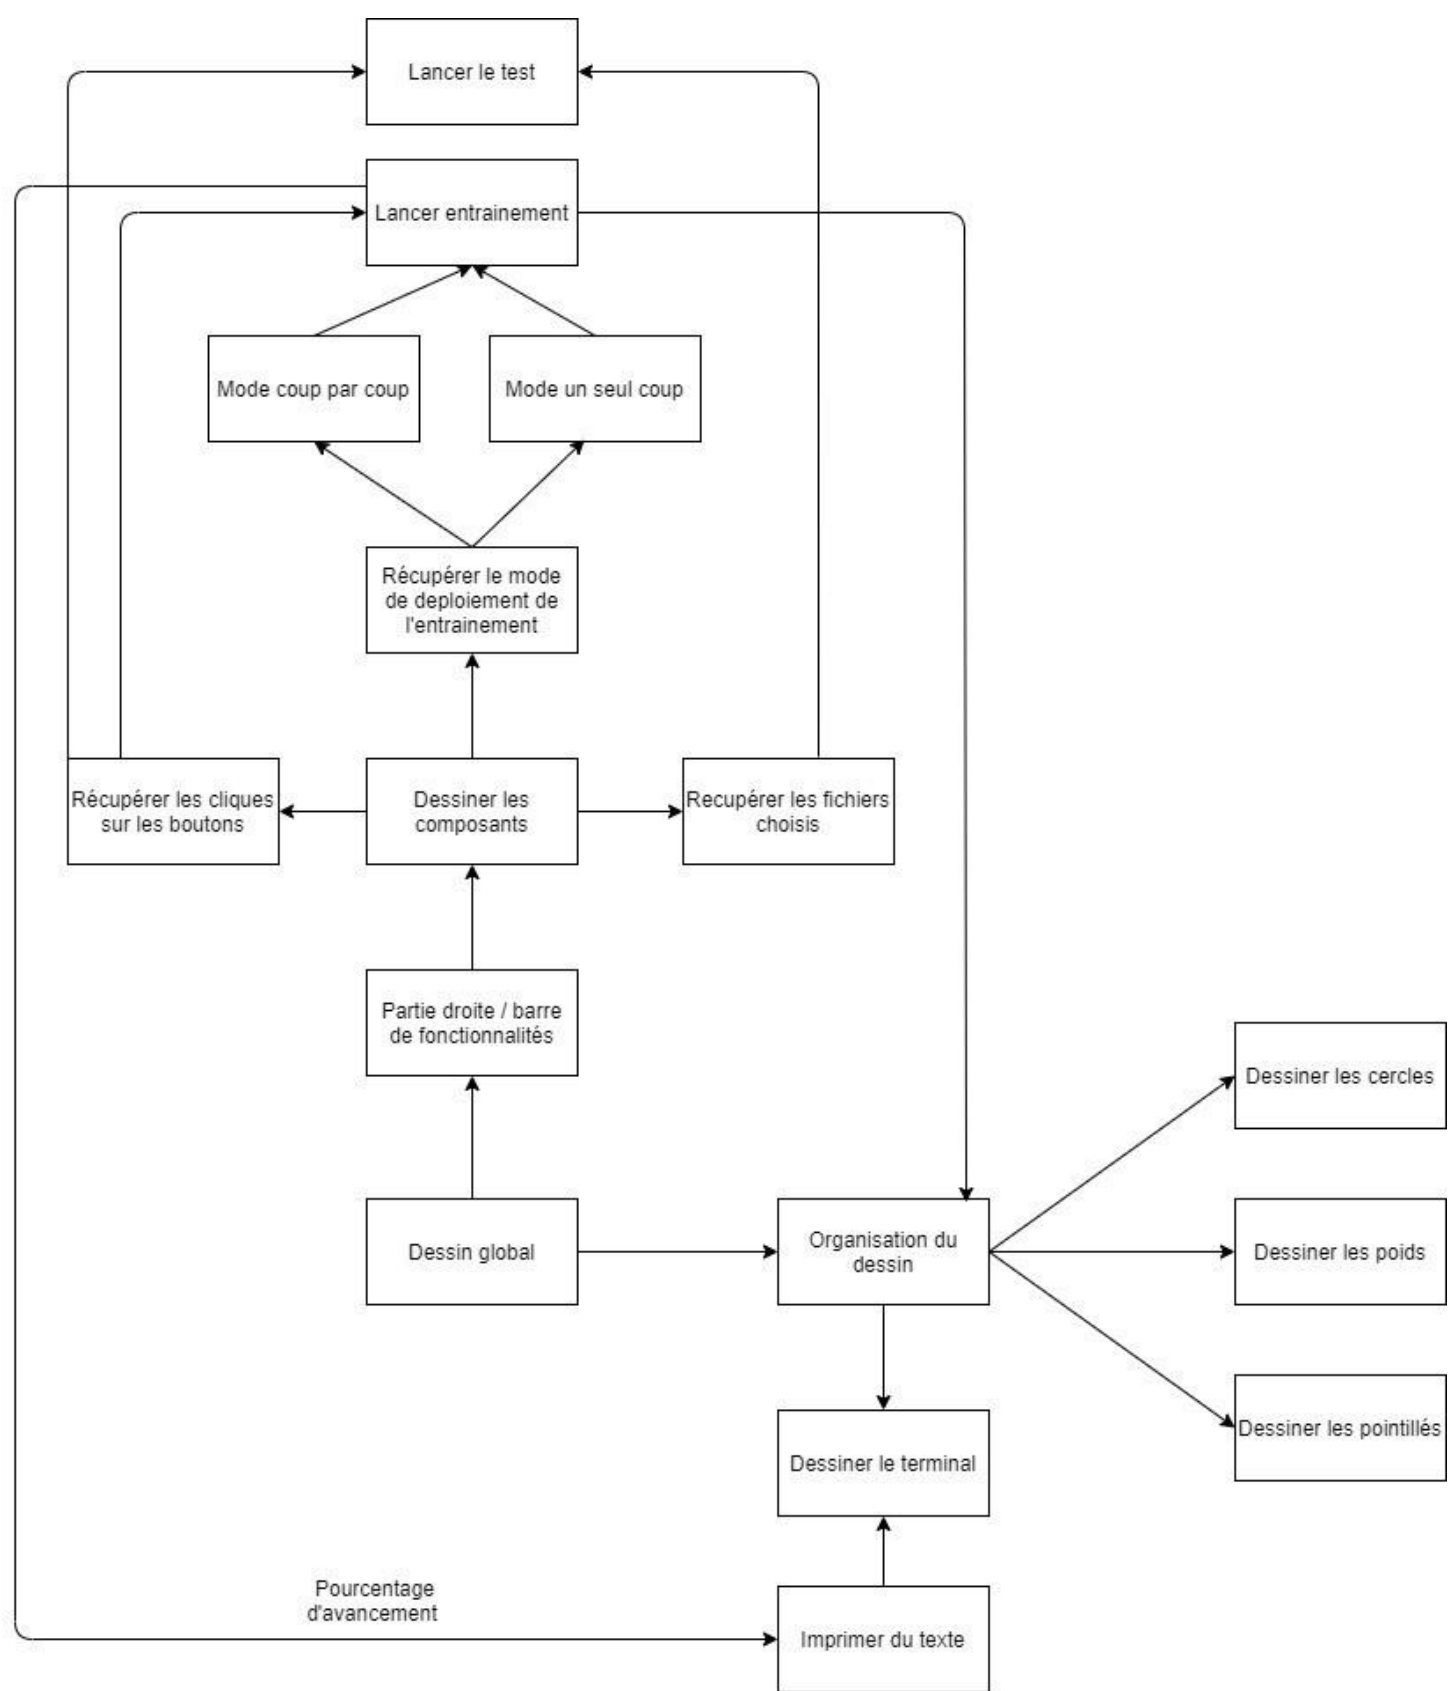 Lancer le test
Lancer entrainement
Mode coup par coup
Mode un seul coup
Récupérer le mode
de deploiement de
l'entrainement
Récupérer les cliques
sur les boutons
Dessiner les
composants
Recupérer les fichiers
choisis
Partie droite / barre
de fonctionnalités
Dessiner les cercles
Dessin global
Organisation du
dessin
Dessiner les poids
Dessiner les pointillés
Dessiner le terminal
Pourcentage
d'avancement
Imprimer du texte